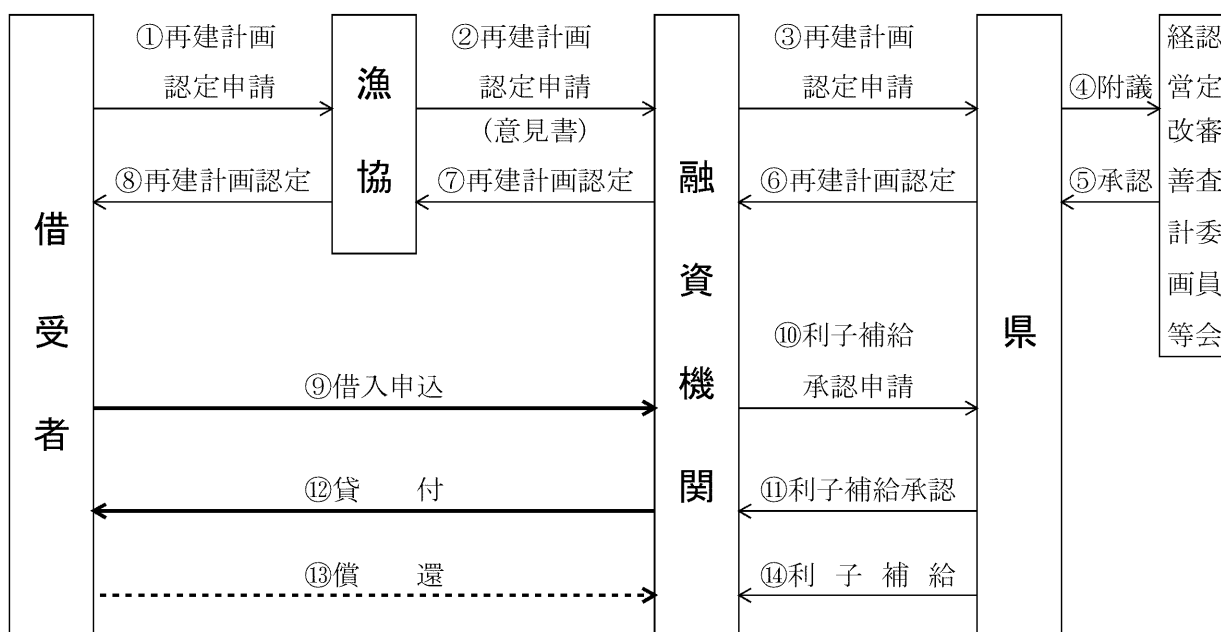 ①再建計画
認定申請
②再建計画
認定申請
(意見書)
③再建計画
認定申請
④附議
⑤承認
⑥再建計画認定
⑦再建計画認定
⑧再建計画認定
⑨借入申込
⑩利子補給
承認申請
⑪利子補給承認
⑫貸　　付
⑬償　　還
⑭利 子 補 給
借受者
漁協
融資機関
県
経営改善計画等
認定審査委員会